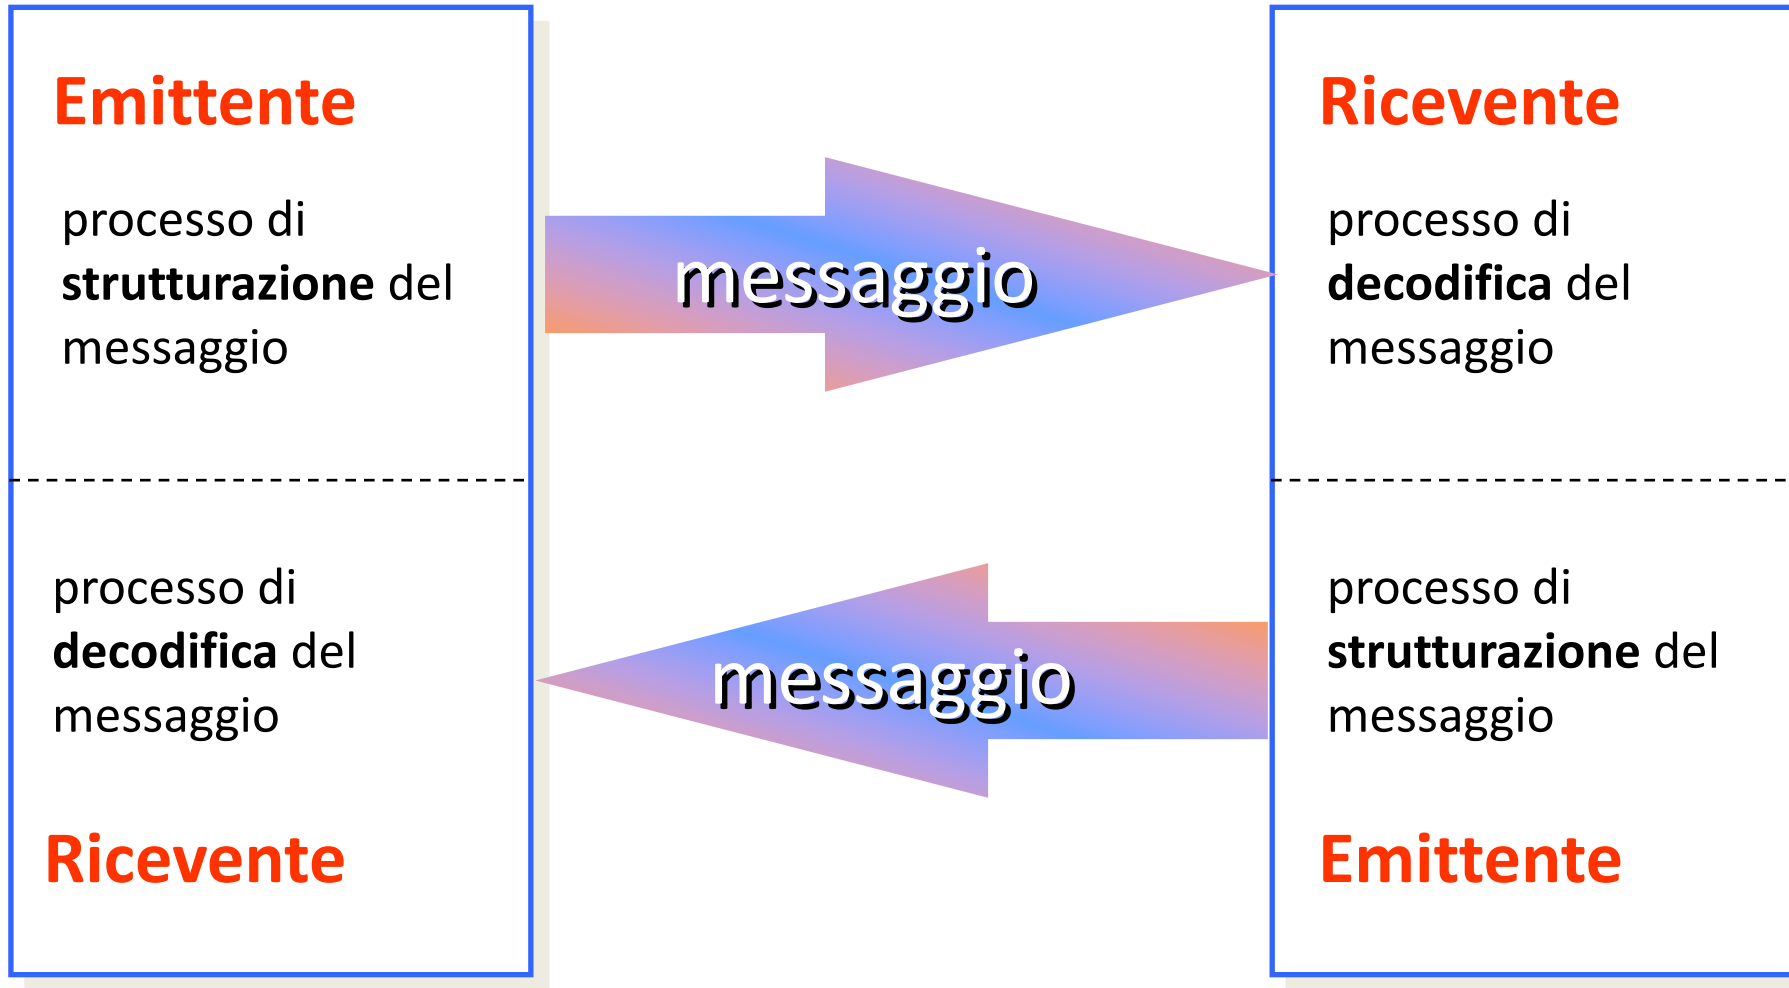 Emittente
processo di
strutturazione del
messaggio
messaggio
Ricevente
processo di
decodifica del
messaggio
processo di
decodifica del
messaggio
Ricevente
messaggio
processo di
strutturazione del
messaggio
Emittente